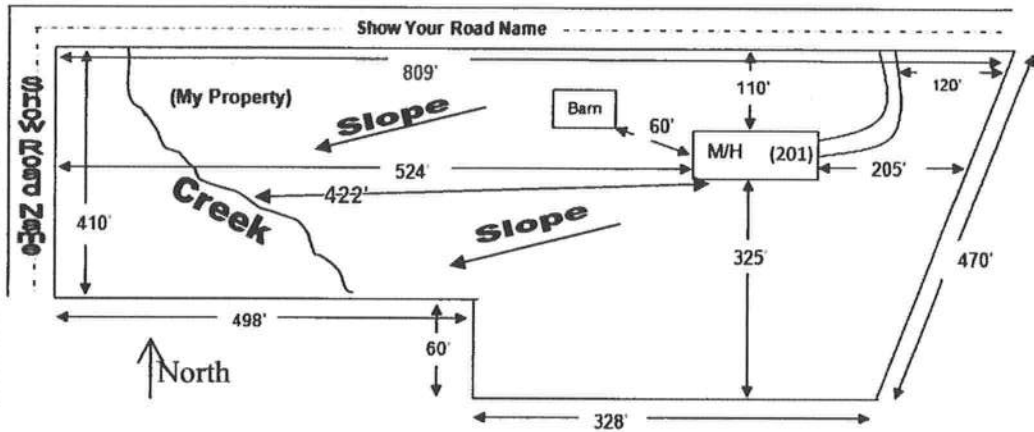 Show Your Road Name
Show Road Name
809'
(My Property)
Slope
Barn
60'
110'
120'
M/H (201)
524'
205'
422'
Creek
410'
Slope
325'
470'
498'
60'
North
328'